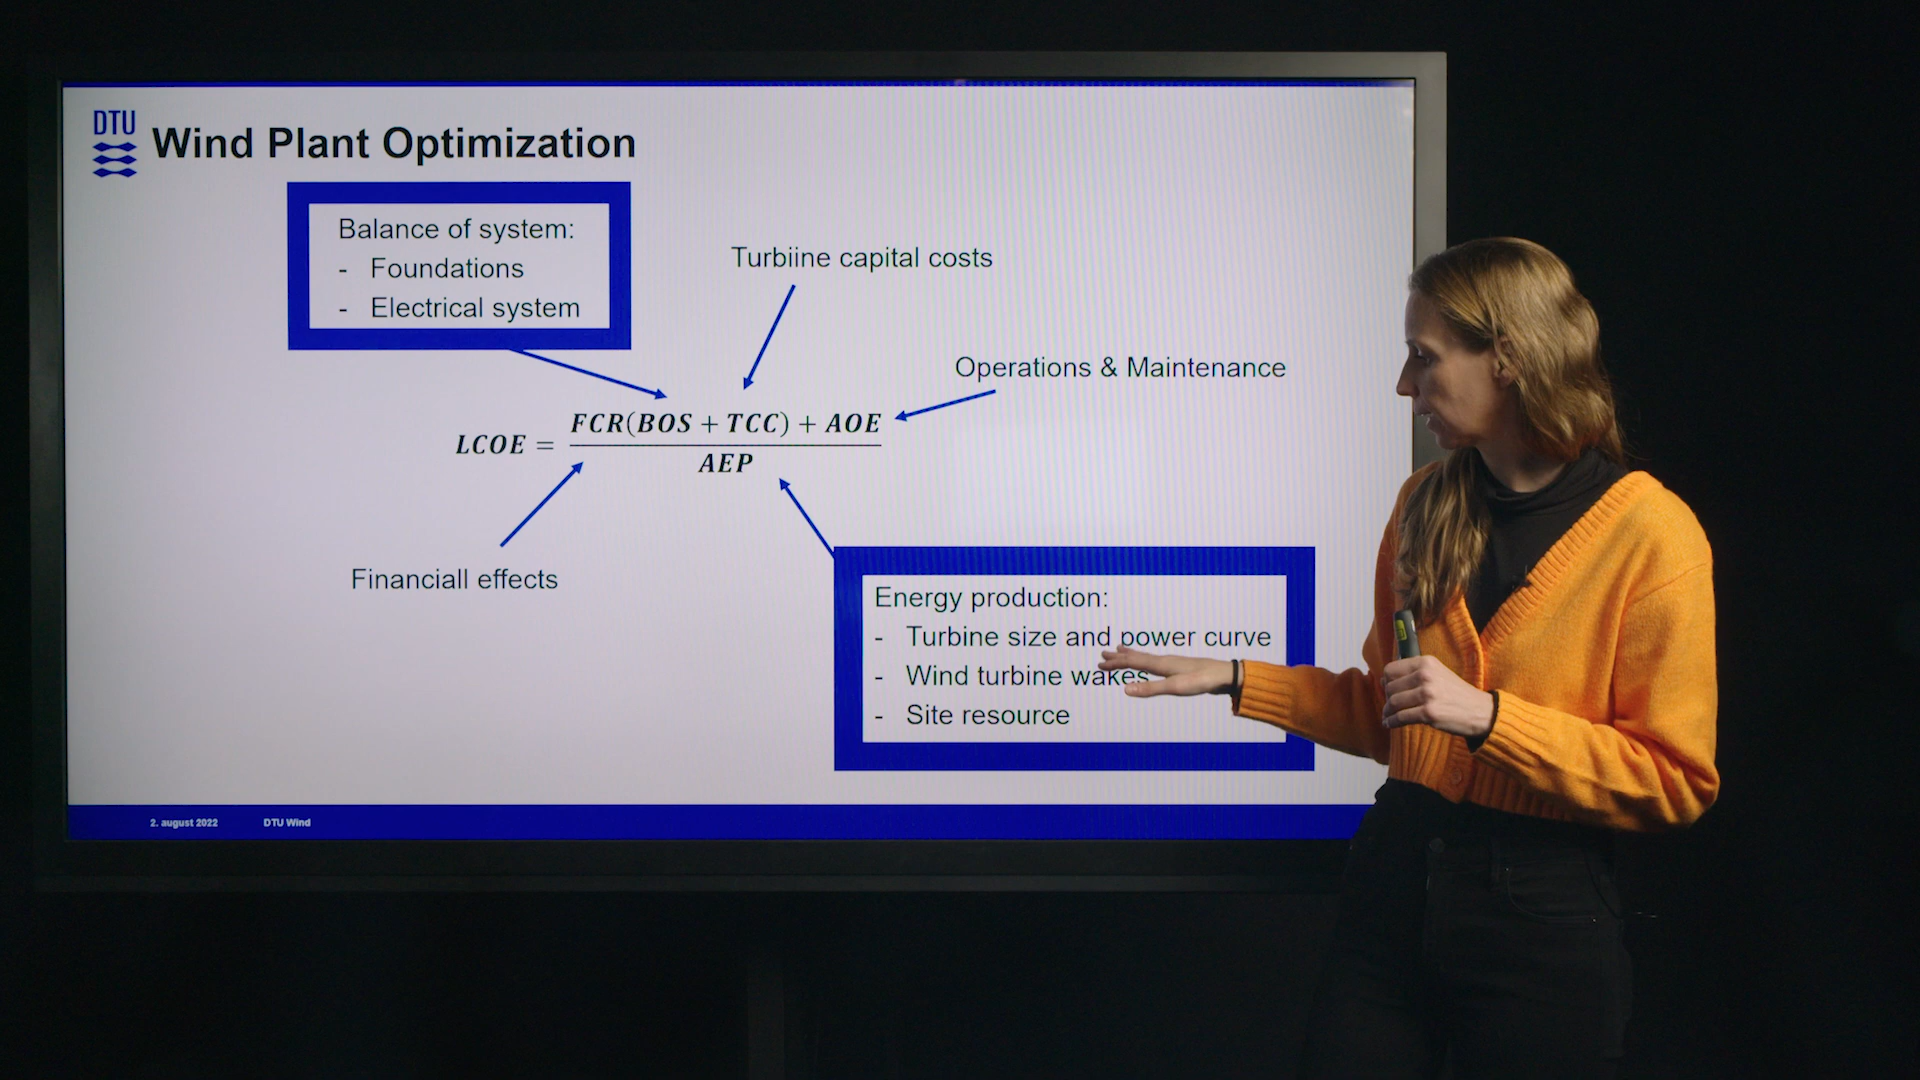 DTU
Wind Plant Optimization
Balance of system:
- Foundations
- Electrical system
Turbiine capital costs
Operations & Maintenance
LCOE = FCR(BOS + TCC) + AOE
AEP
Financiall effects
Energy production:
- Turbine size and power curve
- Wind turbine wakes
- Site resource
2. august 2022 DTU Wind